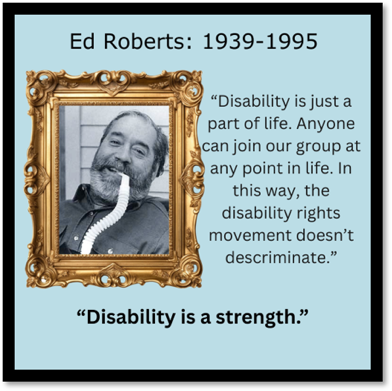 Ed Roberts: 1939-1995
“Disability is just a
part of life. Anyone
can join our group at
any point in life. In
this way, the
disability rights
movement doesn’t
descriminate.”
“Disability is a strength.”